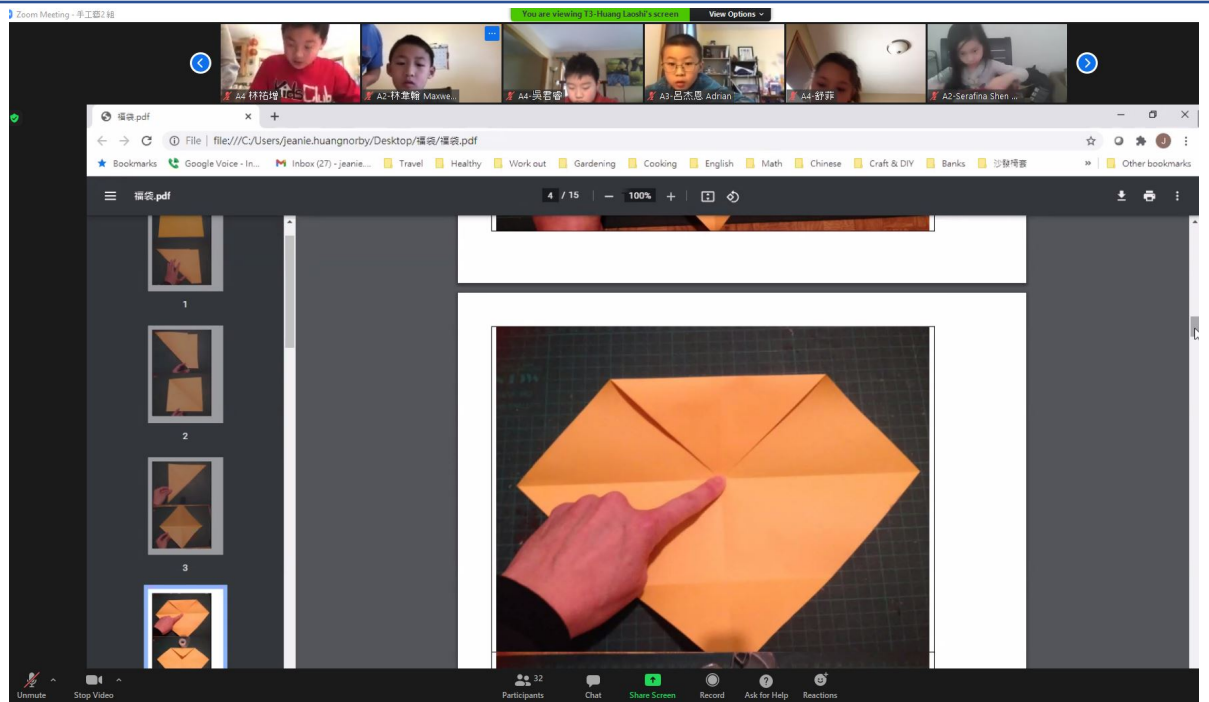 Zoom Meeting - 手工藝2組
You are viewing T3-Huang Laoshi's screen
View Options
A4 林祐增
A2-林韋翰 Maxwe...
A4-吳君睿
A3-呂杰恩 Adrian
A4-舒菲
A2-Serafina Shen ...
福袋.pdf
File | file:///C:/Users/jeanie.huangnorby/Desktop/福袋/福袋.pdf
J
Bookmarks
Google Voice - In...
Inbox (27) - jeanie....
Travel
Healthy
Work out
Gardening
Cooking
English
Math
Chinese
Craft & DIY
Banks
沙發椅套
»
Other bookmarks
福袋.pdf
4 / 15
100%
1
2
3
Unmute
Stop Video
32
Participants
Chat
Share Screen
Record
Ask for Help
Reactions